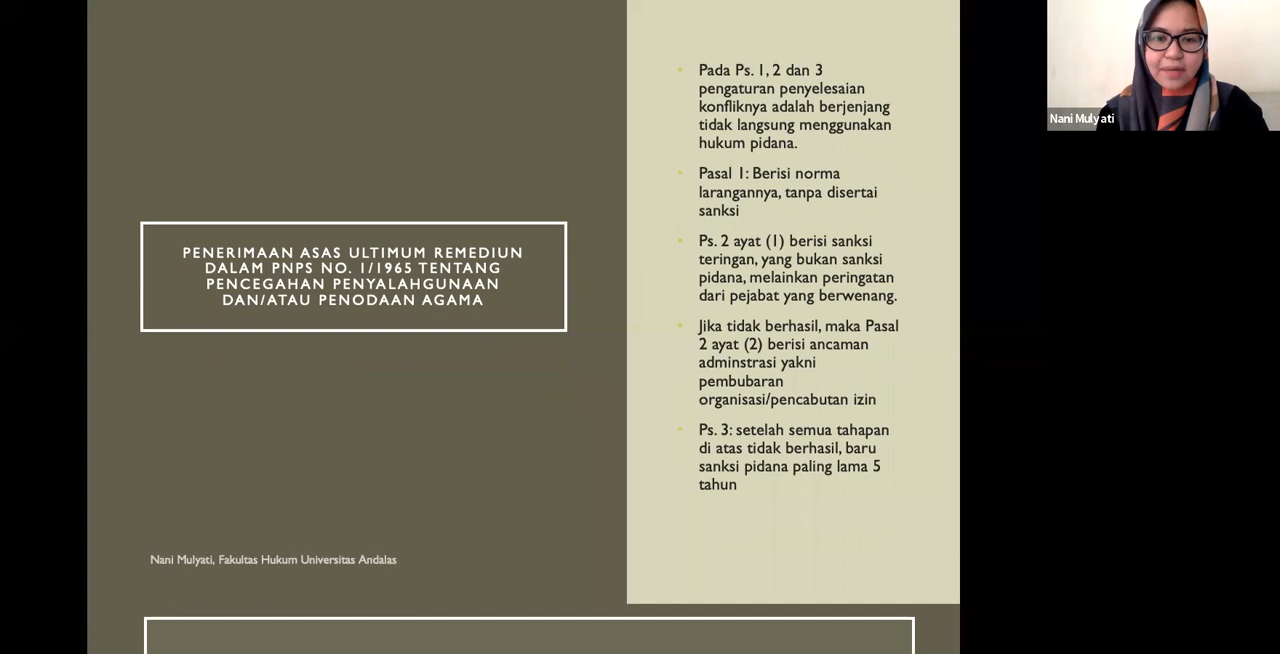 PENERIMAAN ASAS ULTIMUM REMEDIUN
DALAM PNPS NO. 1/1965 TENTANG
PENCEGAHAN PENYALAHGUNAAN
DAN/ATAU PENODAAN AGAMA
Nani Mulyati, Fakultas Hukum Universitas Andalas
• Pada Ps. 1, 2 dan 3
pengaturan penyelesaian
konfliknya adalah berjenjang
tidak langsung menggunakan
hukum pidana.
• Pasal 1: Berisi norma
larangannya, tanpa disertai
sanksi
• Ps. 2 ayat (1) berisi sanksi
teringan, yang bukan sanksi
pidana, melainkan peringatan
dari pejabat yang berwenang.
• Jika tidak berhasil, maka Pasal
2 ayat (2) berisi ancaman
adminstrasi yakni
pembubaran
organisasi/pencabutan izin
• Ps. 3: setelah semua tahapan
di atas tidak berhasil, baru
sanksi pidana paling lama 5
tahun
Nani Mulyati